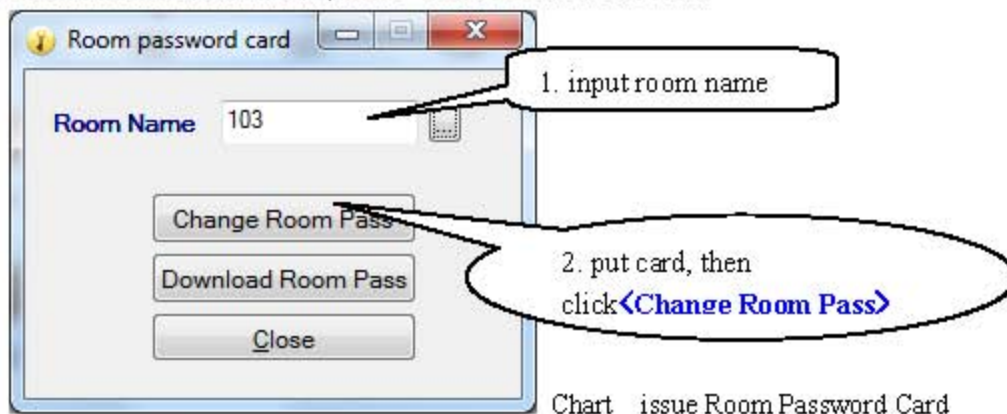 Room password card
1. input room name
Room Name 103 ...
Change Room Pass
Download Room Pass
2. put card, then
click<Change Room Pass>
Close
Chart issue Room Password Card